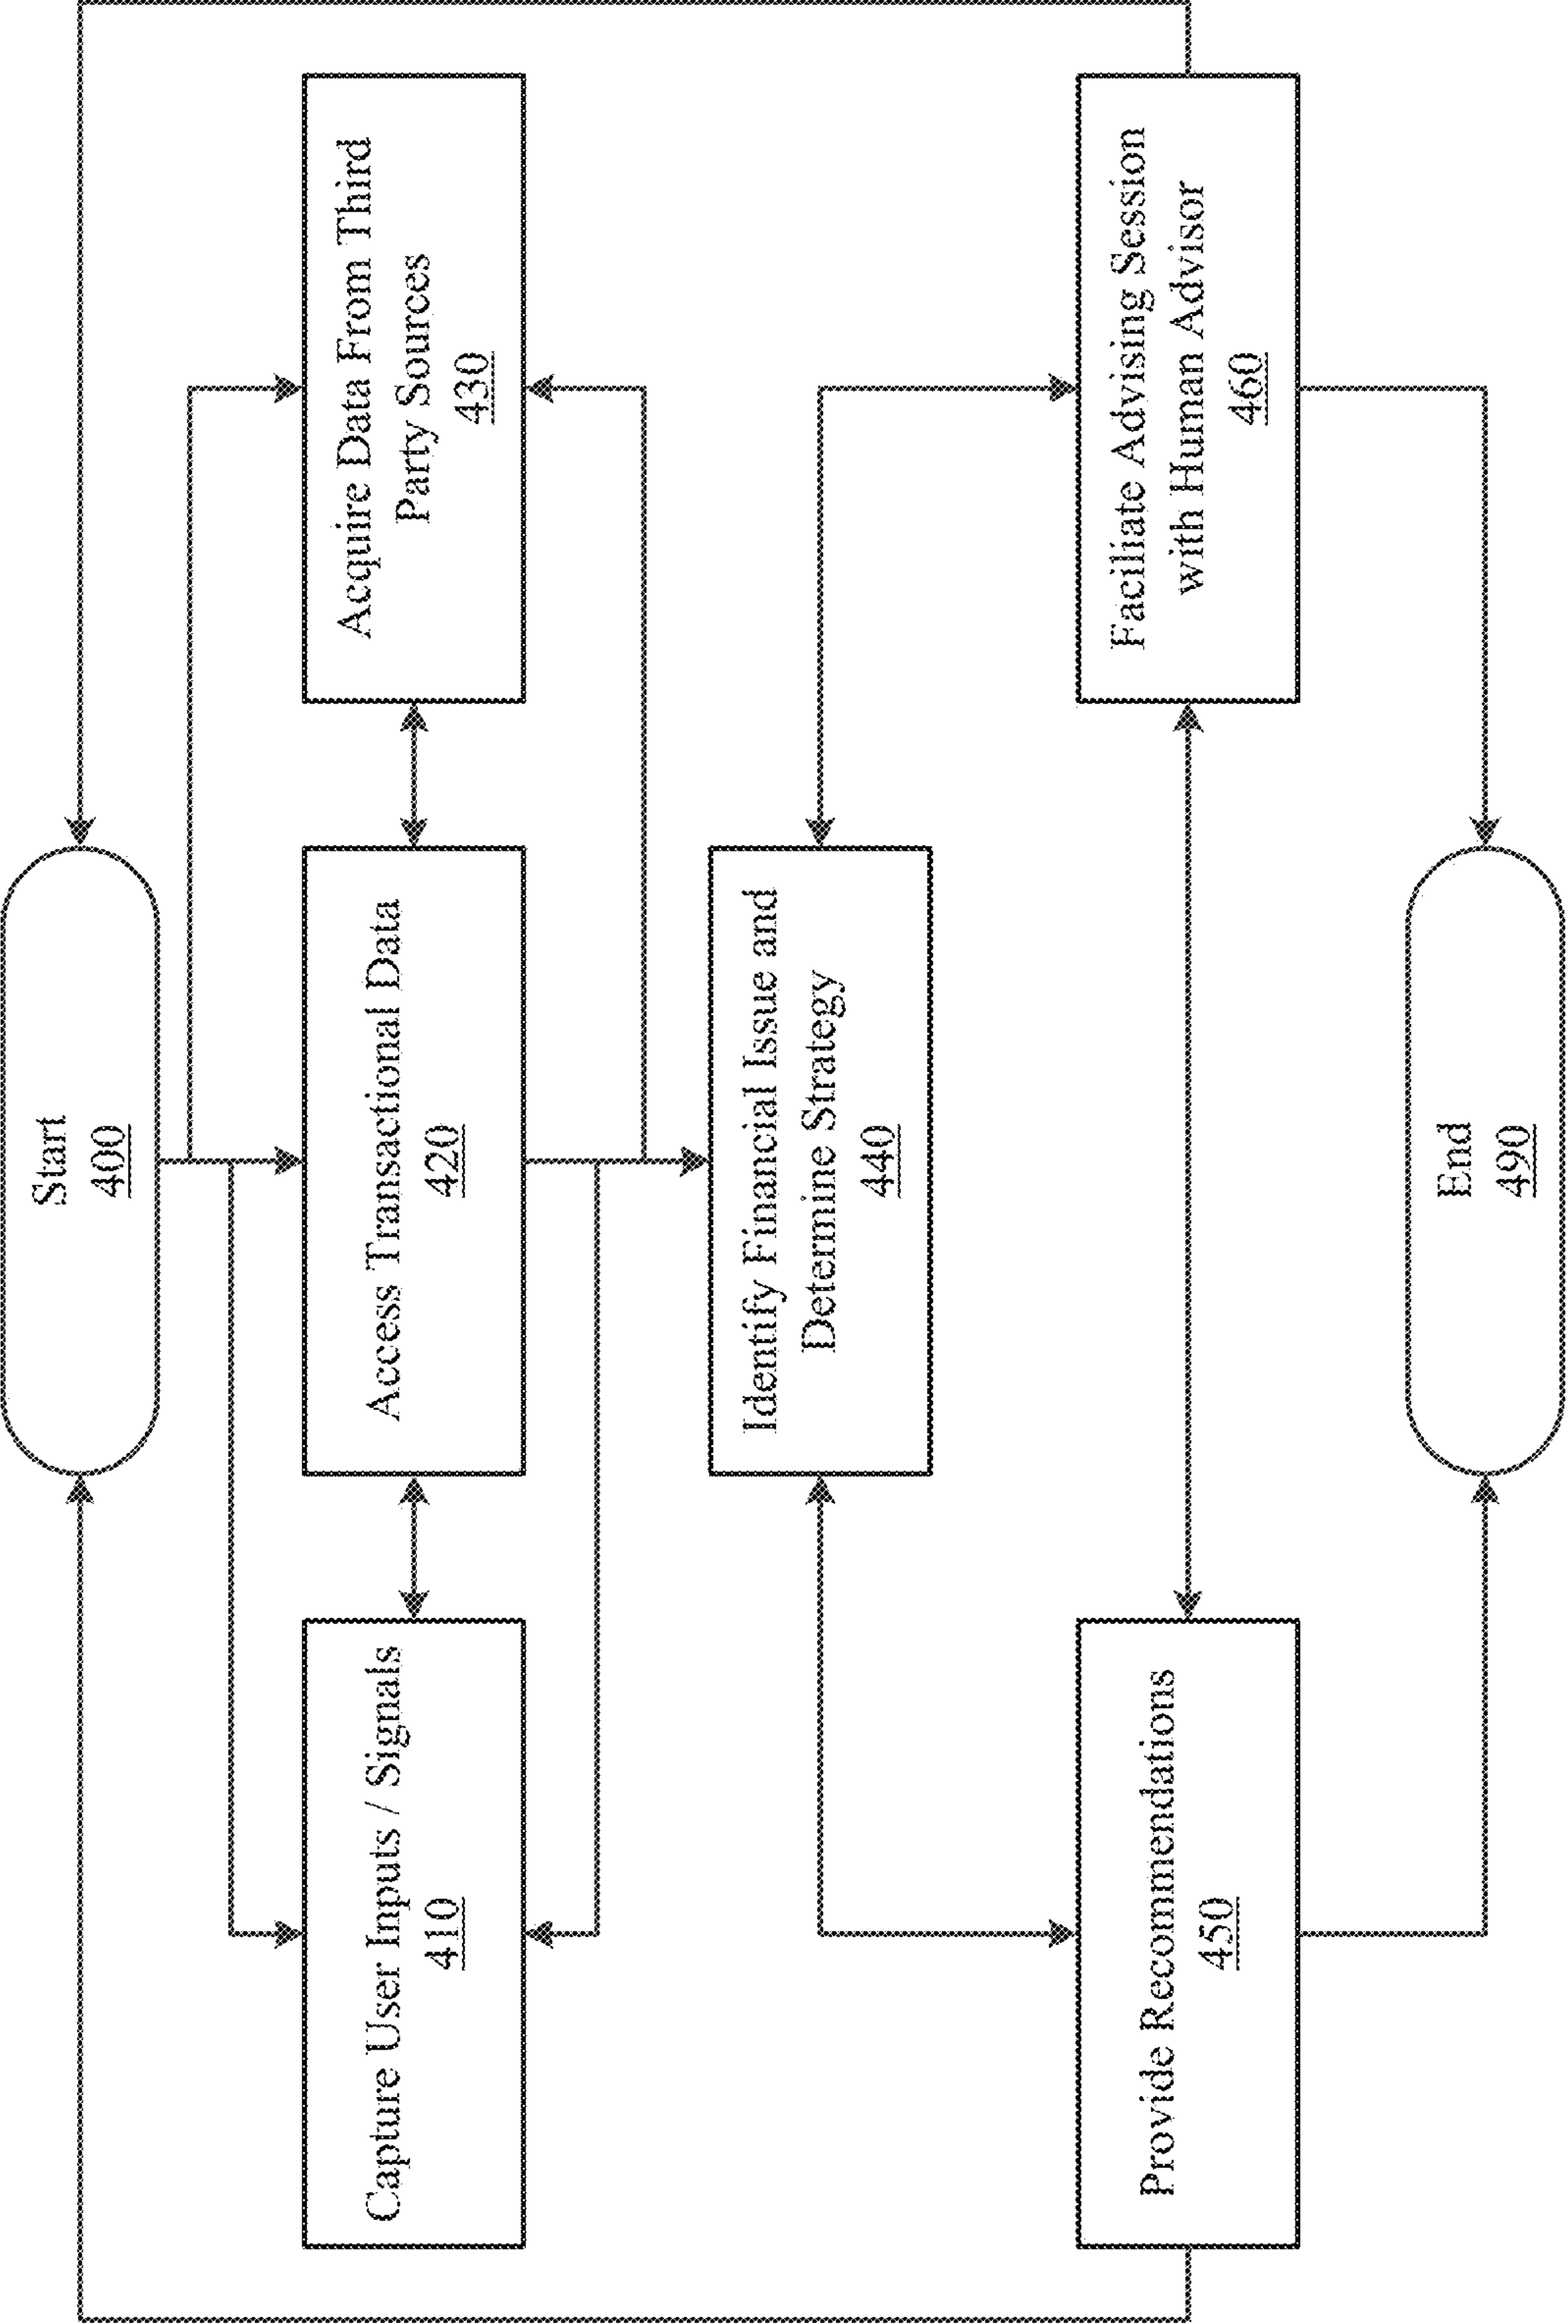 Start
400
Capture User Inputs / Signals
410
Access Transactional Data
420
Acquire Data From Third
Party Sources
430
Identify Financial Issue and
Determine Strategy
440
Provide Recommendations
450
Faciliate Advising Session
with Human Advisor
460
End
490